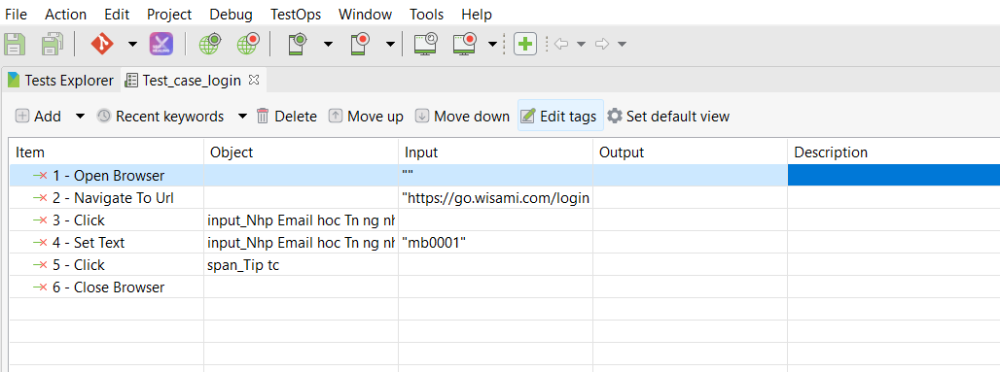 File Action Edit Project Debug TestOps Window Tools Help
Tests Explorer Test_case_login
Add Recent keywords Delete Move up Move down Edit tags Set default view
Item Object Input Output Description
1 - Open Browser ""
2 - Navigate To Url "https://go.wisami.com/login
3 - Click input_Nhp Email hoc Tn ng nh
4 - Set Text input_Nhp Email hoc Tn ng nh "mb0001"
5 - Click span_Tip tc
6 - Close Browser